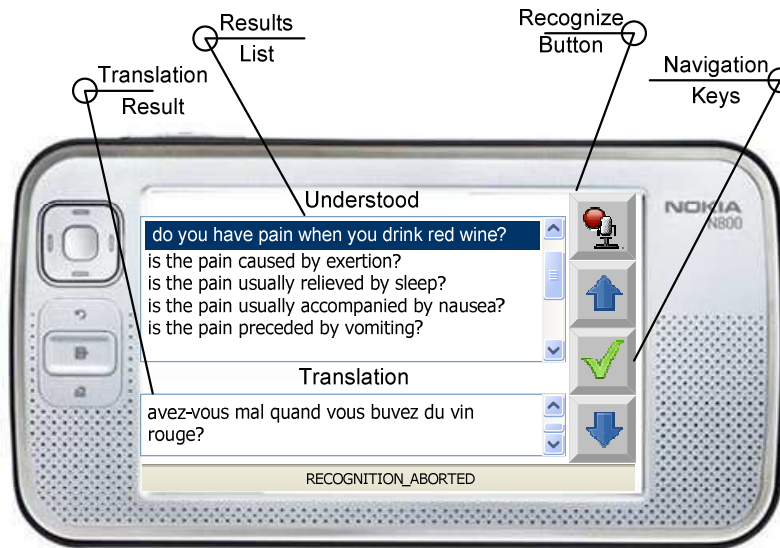 Results
List
Recognize
Button
Translation
Result
Navigation
Keys
Understood
NOKIA
N800
do you have pain when you drink red wine?
is the pain caused by exertion?
is the pain usually relieved by sleep?
is the pain usually accompanied by nausea?
is the pain preceded by vomiting?
Translation
avez-vous mal quand vous buvez du vin
rouge?
RECOGNITION_ABORTED